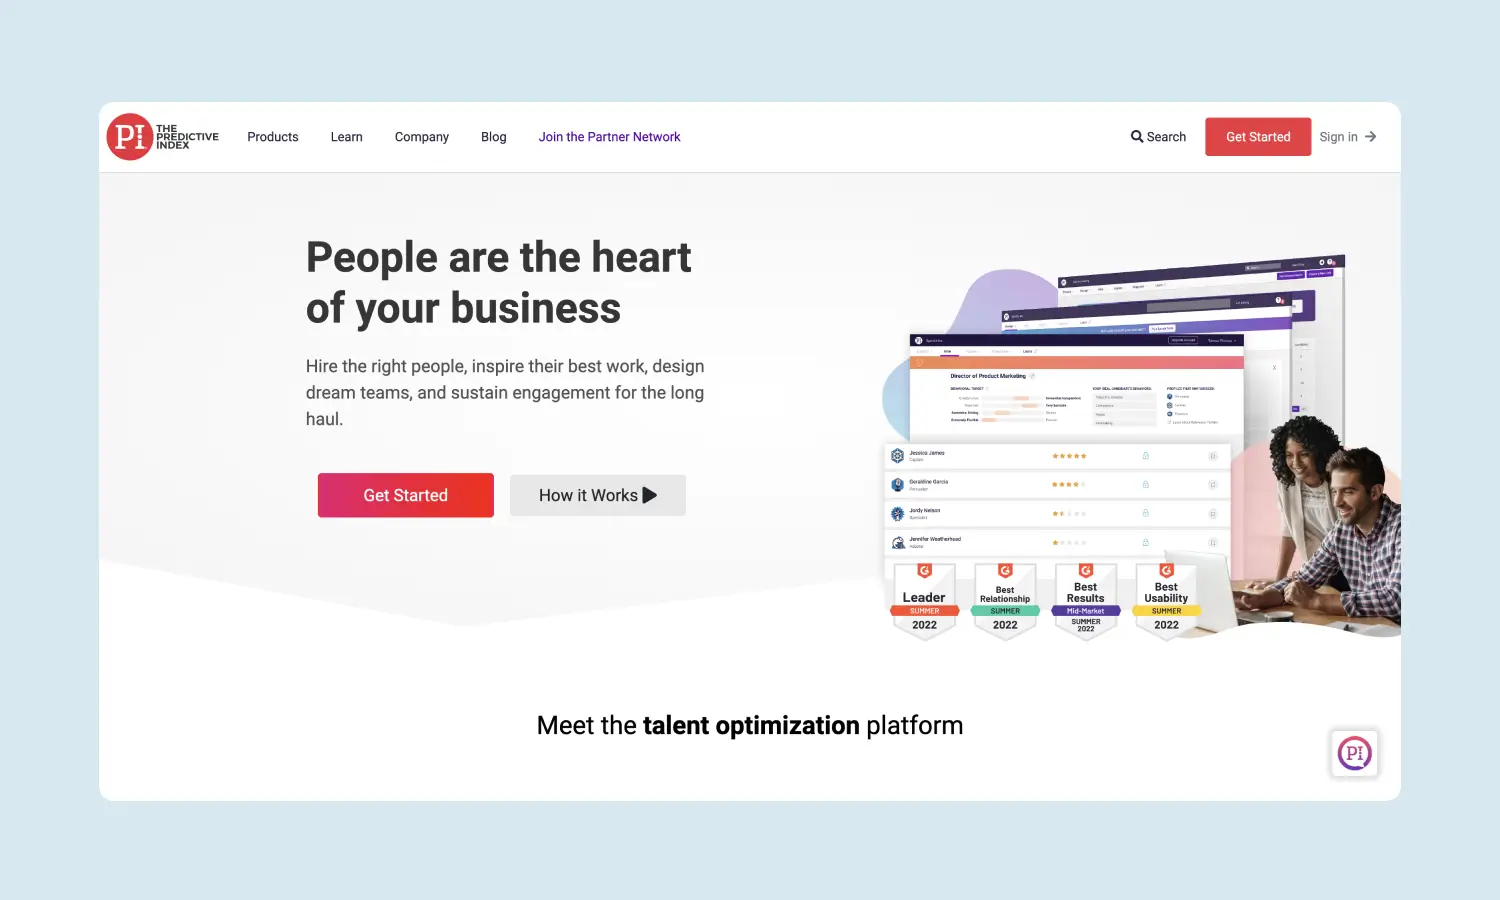 PI THE
PREDICTIVE
INDEX
Products
Learn
Company
Blog
Join the Partner Network
Search
Get Started
Sign in
People are the heart
of your business
Hire the right people, inspire their best work, design
dream teams, and sustain engagement for the long
haul.
Get Started
How it Works
Director of Product Marketing
BEHAVIORAL TARGET
Jessica James
Captain
Geraldine Garcia
Persuader
Jordy Nelson
Specialist
Jennifer Weatherhead
Adapter
Leader
SUMMER
2022
Best
Relationship
SUMMER
2022
Best
Results
Mid-Market
SUMMER
2022
Best
Usability
SUMMER
2022
Meet the talent optimization platform
PI